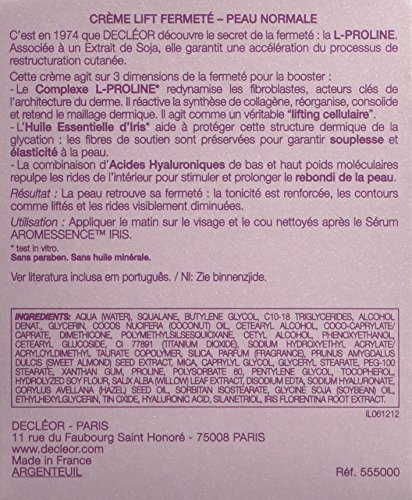 CRÈME LIFT FERMETÉ – PEAU NORMALE
C'est en 1974 que DECLÉOR découvre le secret de la fermeté : la L-PROLINE.
Associée à un Extrait de Soja, elle garantit une accélération du processus de
restructuration cutanée.
Cette crème agit sur 3 dimensions de la fermeté pour la booster :
- Le Complexe L-PROLINE* redynamise les fibroblastes, acteurs clés de
l'architecture du derme. Il réactive la synthèse de collagène, réorganise, consolide
et retend le maillage dermique. Il agit comme un véritable "lifting cellulaire".
- L'Huile Essentielle d'Iris* aide à protéger cette structure dermique de la
glycation : les fibres de soutien sont préservées pour garantir souplesse et
élasticité de la peau.
- La combinaison d'Acides Hyaluroniques de bas et haut poids moléculaires
repulpe les rides de l'intérieur pour stimuler et prolonger le rebondi de la peau.
Résultat : La peau retrouve sa fermeté : la tonicité est renforcée, les contours
comme liftés et les rides visiblement diminuées.
Utilisation : Appliquer le matin sur le visage et le cou nettoyés après le Sérum
AROMESSENCE™ IRIS.
* test in vitro.
Sans paraben. Sans huile minérale.
Ver literatura inclusa em português. / Nl: Zie binnenzjide.
INGREDIENTS: AQUA (WATER), SQUALANE, BUTYLENE GLYCOL, C10-18 TRIGLYCERIDES, ALCOHOL
DENAT., GLYCERIN, COCOS NUCIFERA (COCONUT) OIL, CETEARYL ALCOHOL, COCO-CAPRYLATE/
CAPRATE, DIMETHICONE, POLYMETHYLSILSESQUIOXANE, CETYL ALCOHOL, PHENOXYETHANOL,
CETEARYL GLUCOSIDE, CI 77891 (TITANIUM DIOXIDE), SODIUM HYDROXYETHYL ACRYLATE/
ACRYLOYLDIMETHYL TAURATE COPOLYMER, SILICA, PARFUM (FRAGRANCE), PRUNUS AMYGDALUS
DULCIS (SWEET ALMOND) SEED EXTRACT, MICA, CAPRYLYL GLYCOL, GLYCERYL STEARATE, PEG-100
STEARATE, XANTHAN GUM, PROLINE, POLYSORBATE 60, PENTYLENE GLYCOL, TOCOPHEROL,
HYDROLYZED SOY FLOUR, SALIX ALBA (WILLOW) LEAF EXTRACT, DISODIUM EDTA, SODIUM HYALURONATE,
CORYLUS AVELLANA (HAZEL) SEED OIL, SORBITAN ISOSTEARATE, GLYCINE SOJA (SOYBEAN) OIL,
ETHYLHEXYLGLYCERIN, TIN OXIDE, HYALURONIC ACID, SILANETRIOL, IRIS FLORENTINA ROOT EXTRACT.
IL061212
DECLÉOR - PARIS
11 rue du Faubourg Saint Honoré - 75008 PARIS
www.decleor.com
Made in France
ARGENTEUIL
Réf. 555000